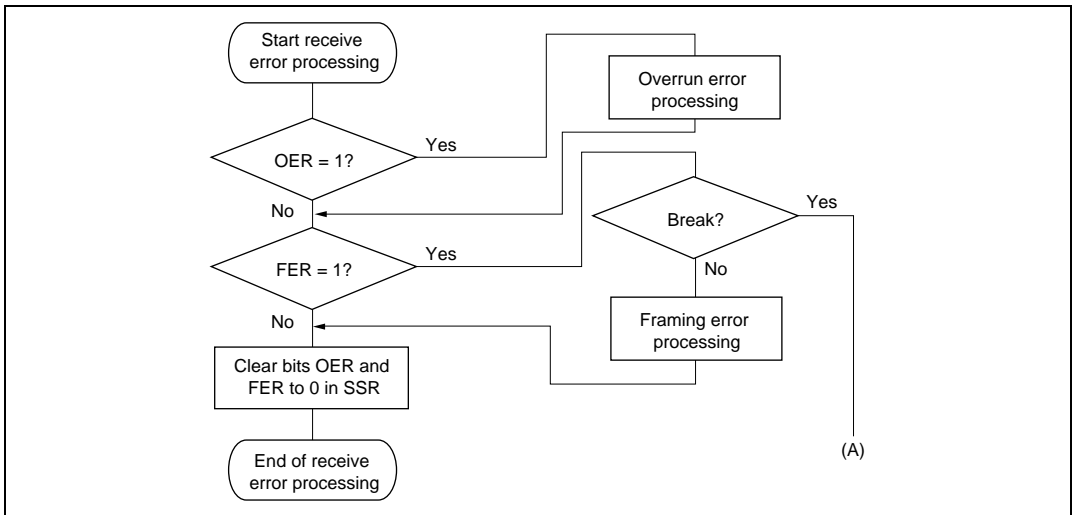 Start receive
error processing
OER = 1?
Yes
Overrun error
processing
No
FER = 1?
Yes
Break?
Yes
No
Framing error
processing
No
Clear bits OER and
FER to 0 in SSR
End of receive
error processing
(A)